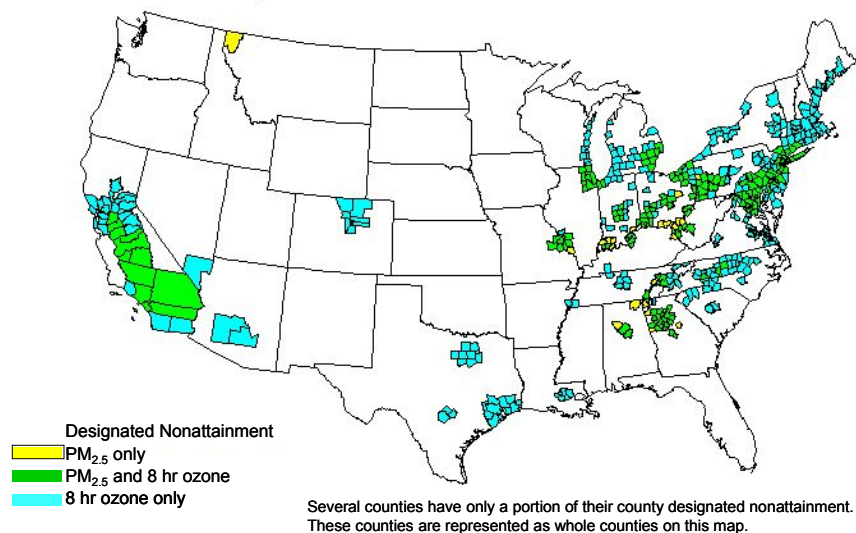 Designated Nonattainment
PM2.5 only
PM2.5 and 8 hr ozone
8 hr ozone only
Several counties have only a portion of their county designated nonattainment.
These counties are represented as whole counties on this map.